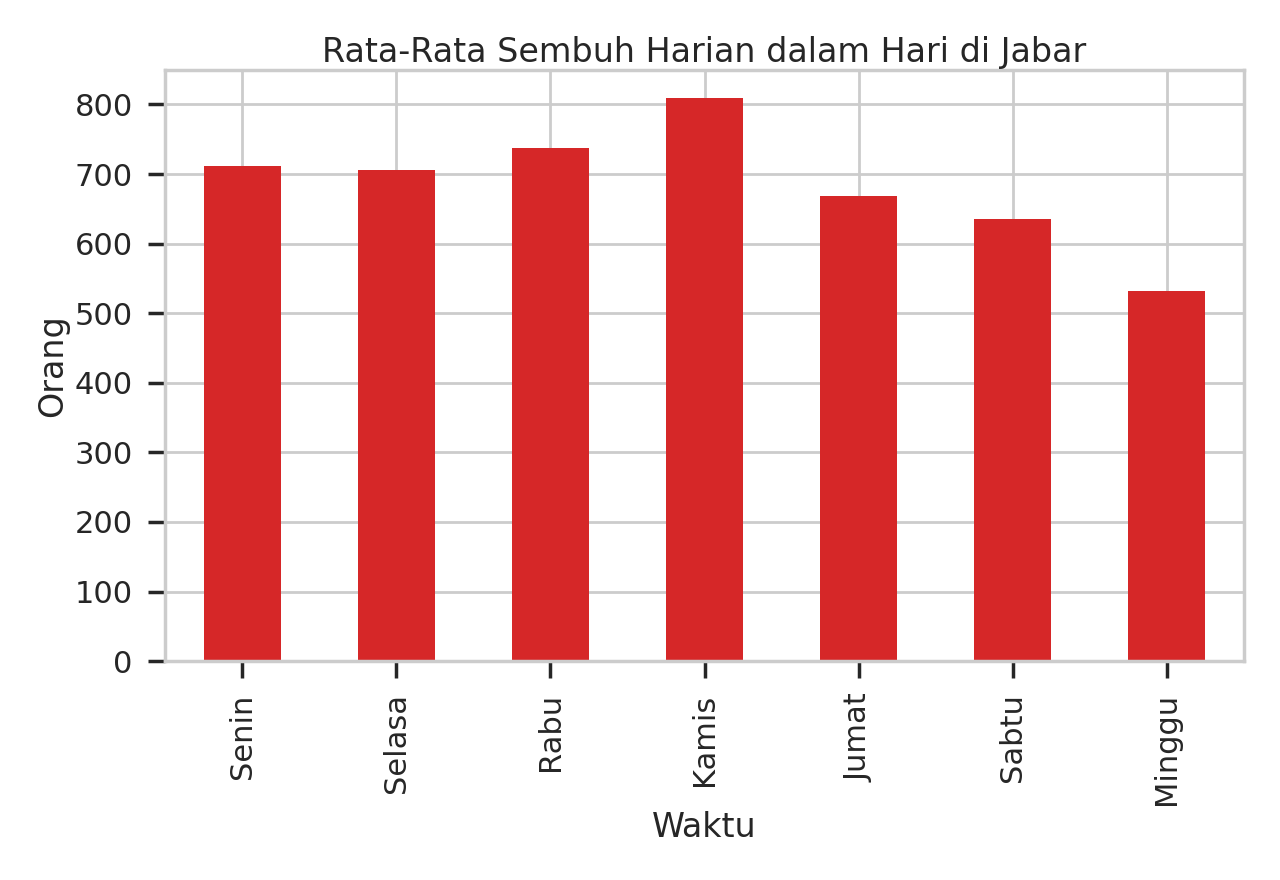 Rata-Rata Sembuh Harian dalam Hari di Jabar
800
700
600
500
400
300
200
100
0
Orang
Senin
Selasa
Rabu
Kamis
Jumat
Sabtu
Minggu
Waktu